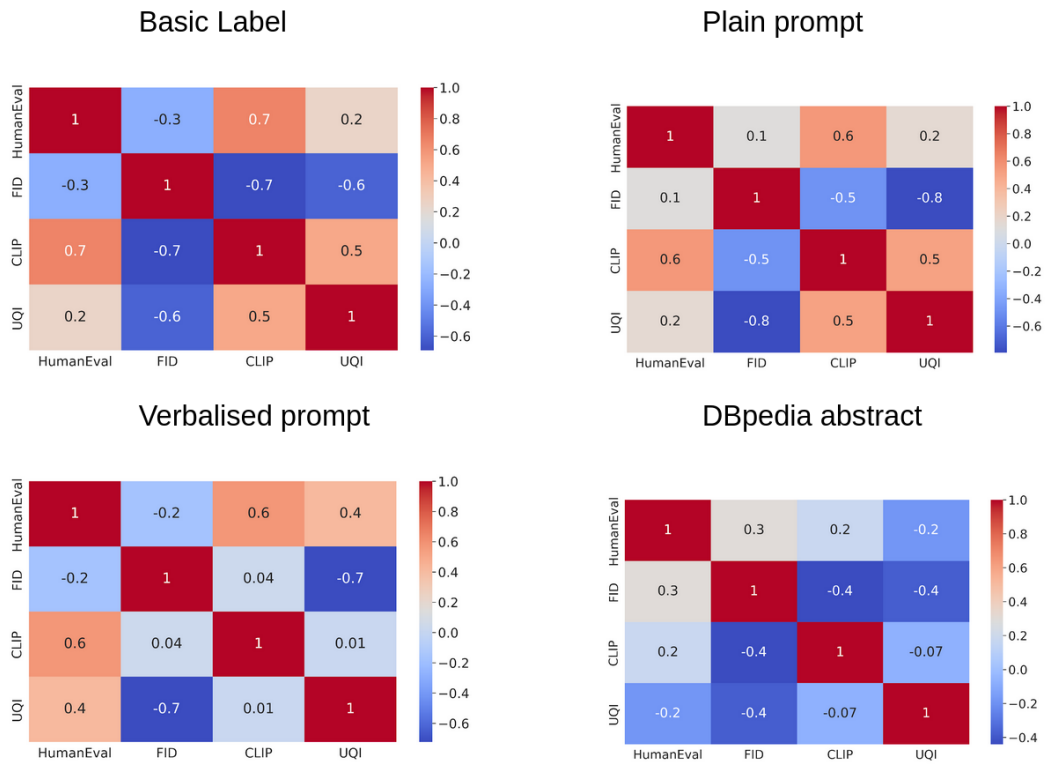 Basic Label
HumanEval 1 -0.3 0.7 0.2
FID -0.3 1 -0.7 -0.6
CLIP 0.7 -0.7 1 0.5
UQI 0.2 -0.6 0.5 1
HumanEval FID CLIP UQI
1.0
0.8
0.6
0.4
0.2
0.0
−0.2
−0.4
−0.6
Plain prompt
HumanEval 1 0.1 0.6 0.2
FID 0.1 1 -0.5 -0.8
CLIP 0.6 -0.5 1 0.5
UQI 0.2 -0.8 0.5 1
HumanEval FID CLIP UQI
1.0
0.8
0.6
0.4
0.2
0.0
−0.2
−0.4
−0.6
Verbalised prompt
HumanEval 1 -0.2 0.6 0.4
FID -0.2 1 0.04 -0.7
CLIP 0.6 0.04 1 0.01
UQI 0.4 -0.7 0.01 1
HumanEval FID CLIP UQI
1.0
0.8
0.6
0.4
0.2
0.0
−0.2
−0.4
−0.6
DBpedia abstract
HumanEval 1 0.3 0.2 -0.2
FID 0.3 1 -0.4 -0.4
CLIP 0.2 -0.4 1 -0.07
UQI -0.2 -0.4 -0.07 1
HumanEval FID CLIP UQI
1.0
0.8
0.6
0.4
0.2
0.0
−0.2
−0.4